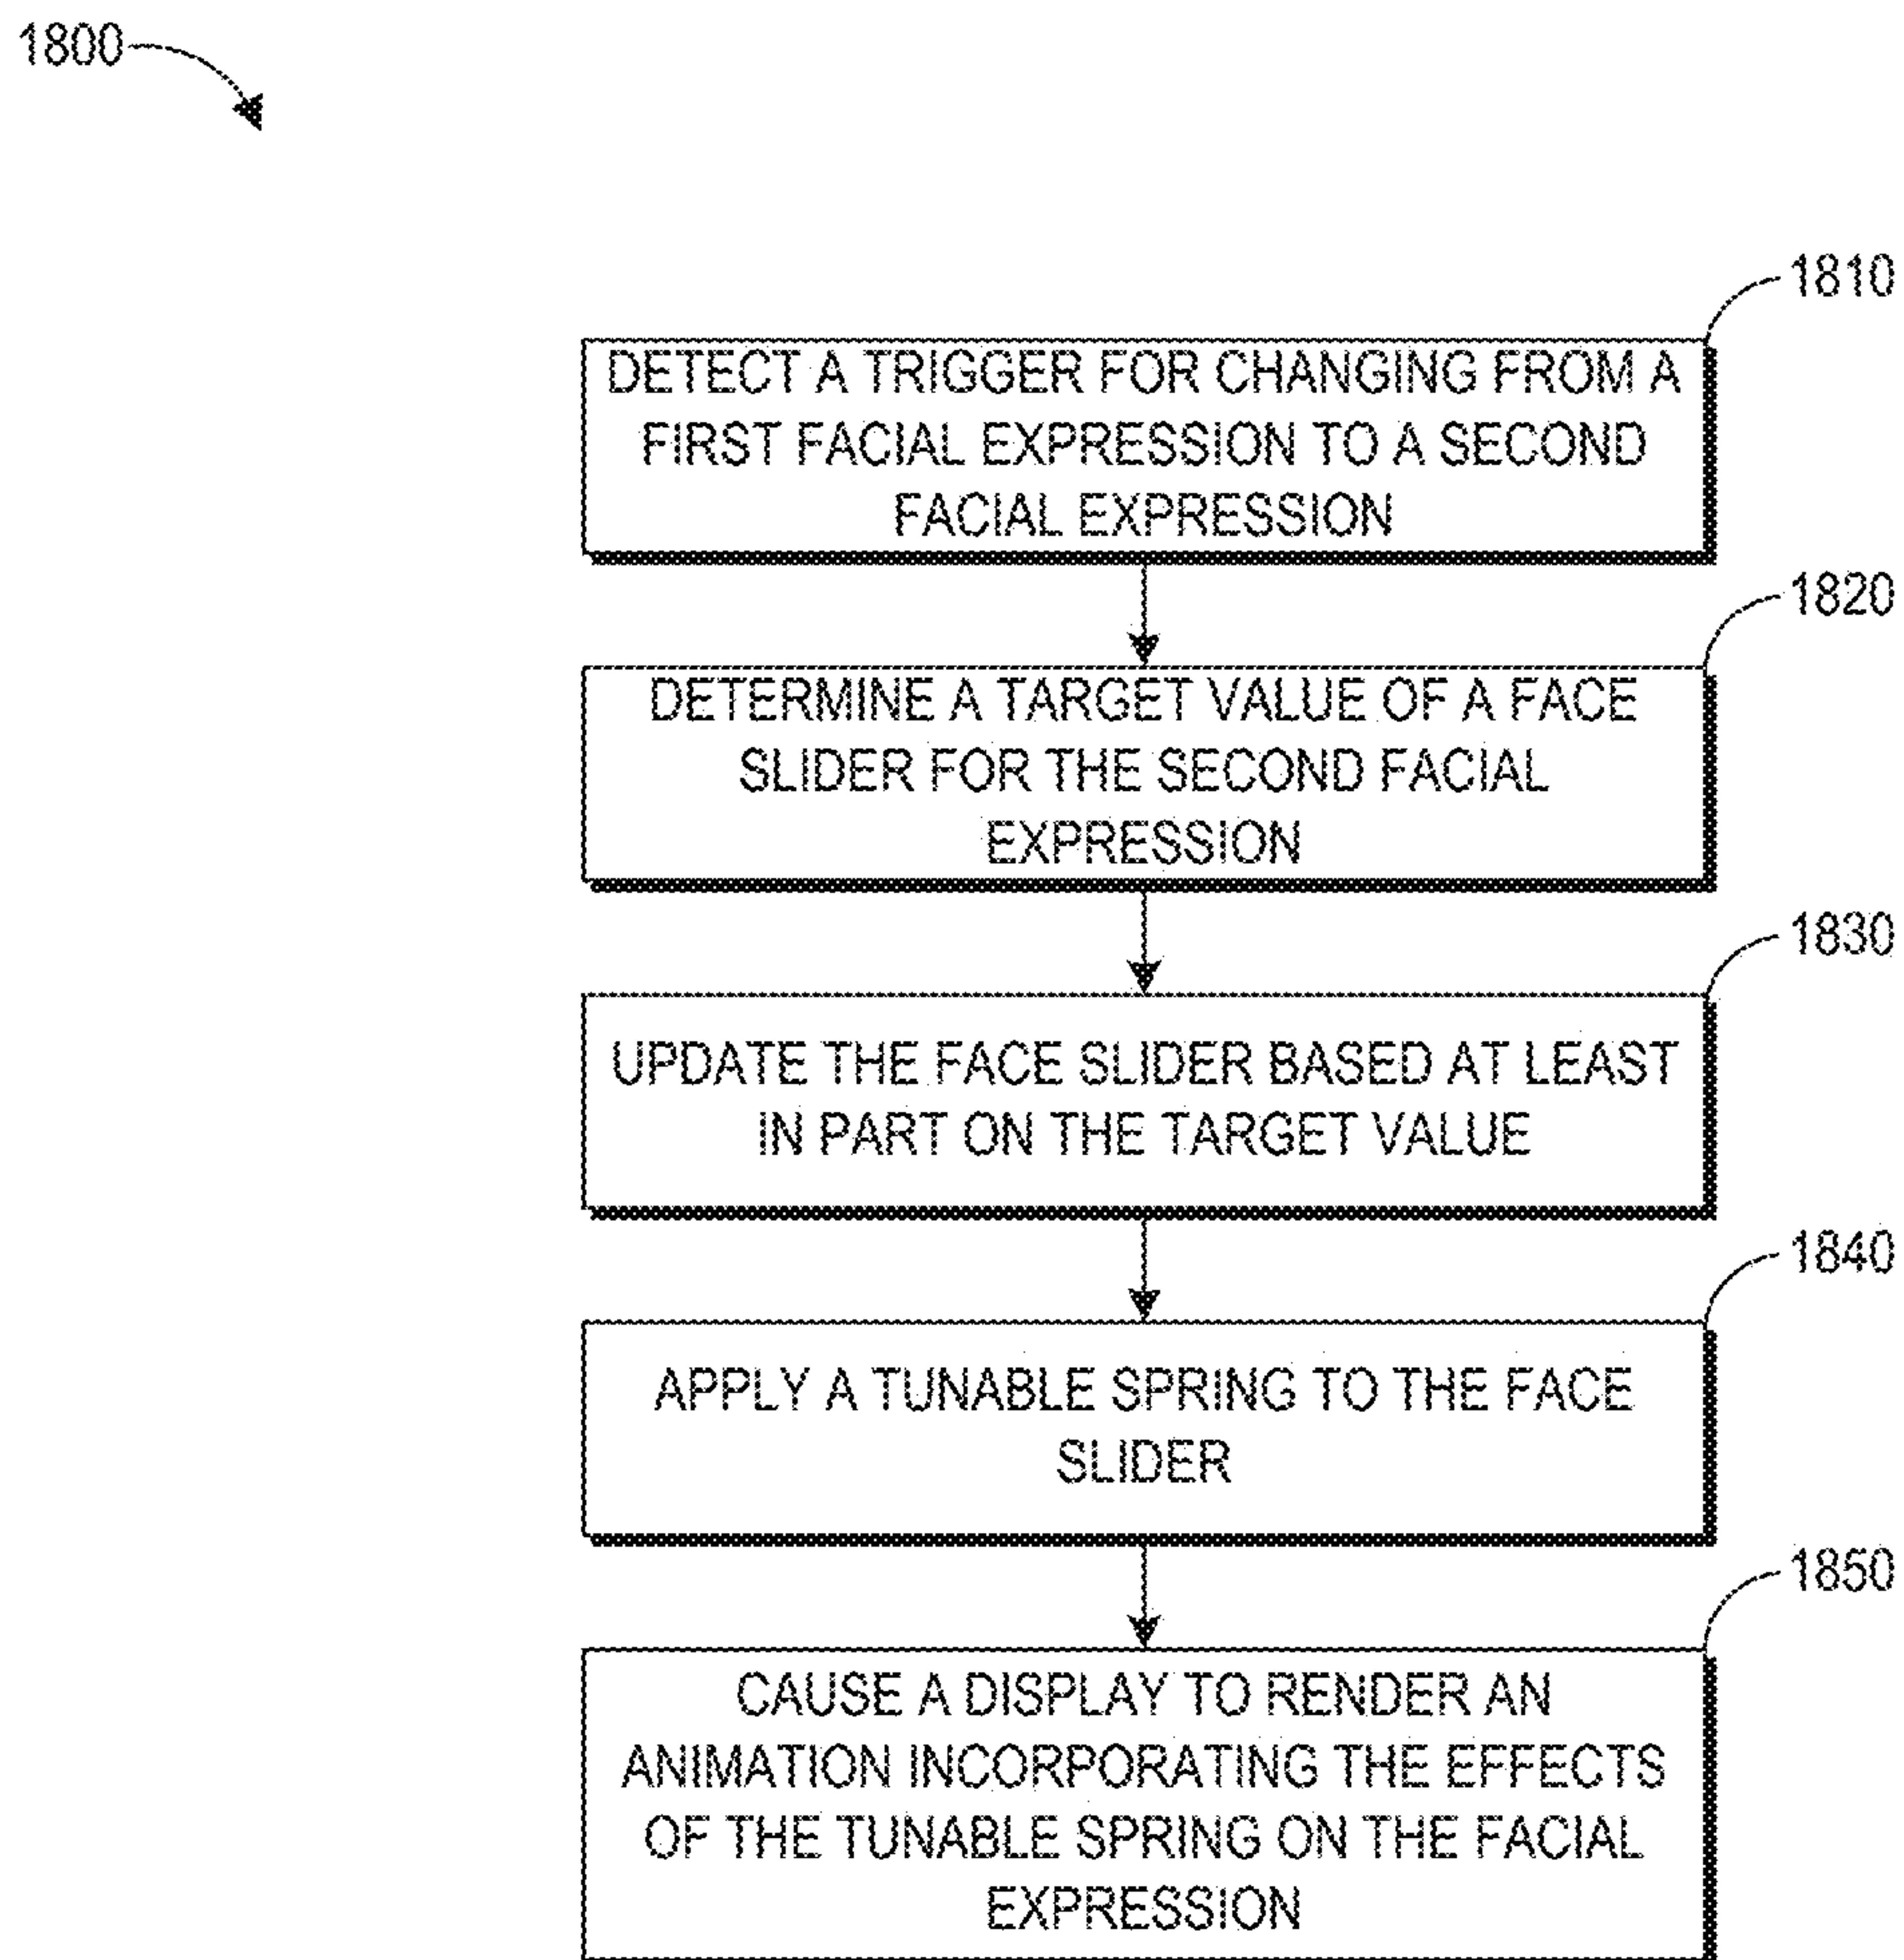 1800
1810
DETECT A TRIGGER FOR CHANGING FROM A
FIRST FACIAL EXPRESSION TO A SECOND
FACIAL EXPRESSION
1820
DETERMINE A TARGET VALUE OF A FACE
SLIDER FOR THE SECOND FACIAL
EXPRESSION
1830
UPDATE THE FACE SLIDER BASED AT LEAST
IN PART ON THE TARGET VALUE
1840
APPLY A TUNABLE SPRING TO THE FACE
SLIDER
1850
CAUSE A DISPLAY TO RENDER AN
ANIMATION INCORPORATING THE EFFECTS
OF THE TUNABLE SPRING ON THE FACIAL
EXPRESSION